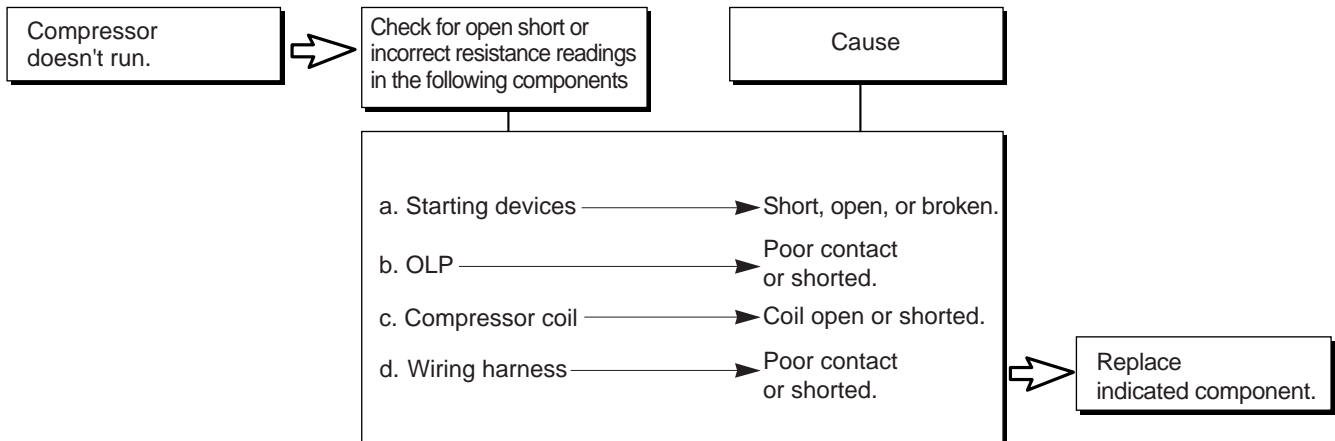 Compressor
doesn't run.
Check for open short or
incorrect resistance readings
in the following components
Cause
a. Starting devices
Short, open, or broken.
b. OLP
Poor contact
or shorted.
c. Compressor coil
Coil open or shorted.
d. Wiring harness
Poor contact
or shorted.
Replace
indicated component.